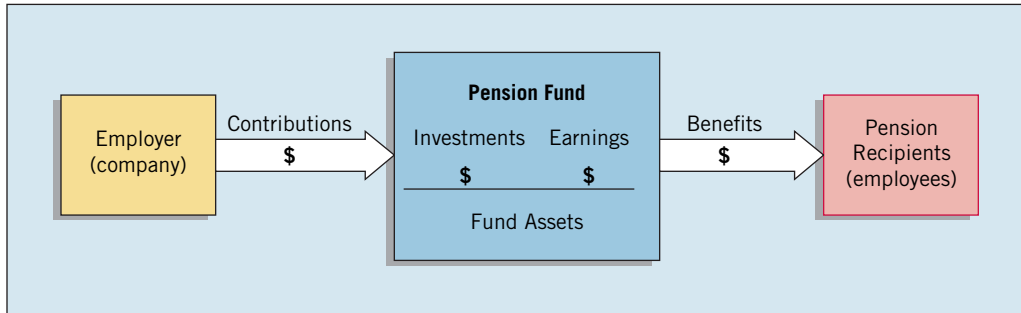 Employer
(company)
Contributions
$
Pension Fund
Investments Earnings
$ $
Fund Assets
Benefits
$
Pension
Recipients
(employees)